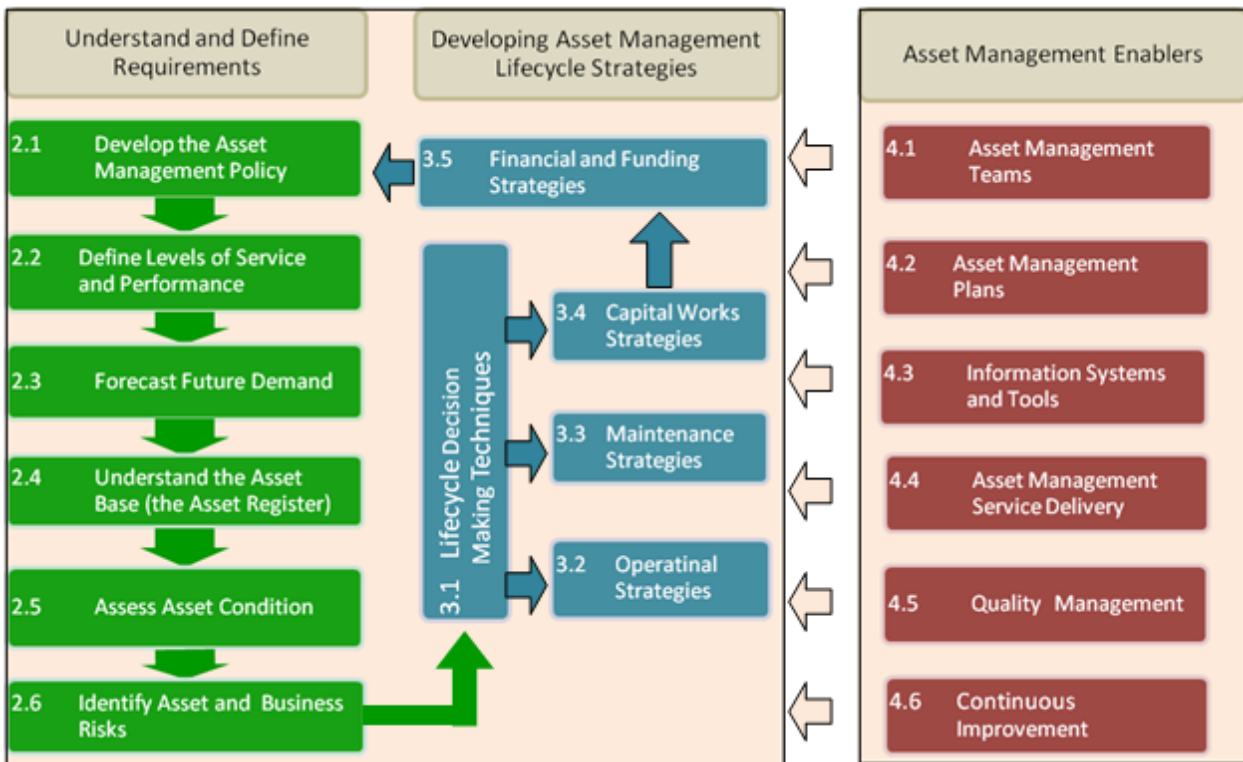 Understand and Define
Requirements
2.1 Develop the Asset
Management Policy
2.2 Define Levels of Service
and Performance
2.3 Forecast Future Demand
2.4 Understand the Asset
Base (the Asset Register)
2.5 Assess Asset Condition
2.6 Identify Asset and Business
Risks
Developing Asset Management
Lifecycle Strategies
3.5 Financial and Funding
Strategies
3.1 Lifecycle Decision
Making Techniques
3.4 Capital Works
Strategies
3.3 Maintenance
Strategies
3.2 Operatinal
Strategies
Asset Management Enablers
4.1 Asset Management
Teams
4.2 Asset Management
Plans
4.3 Information Systems
and Tools
4.4 Asset Management
Service Delivery
4.5 Quality Management
4.6 Continuous
Improvement